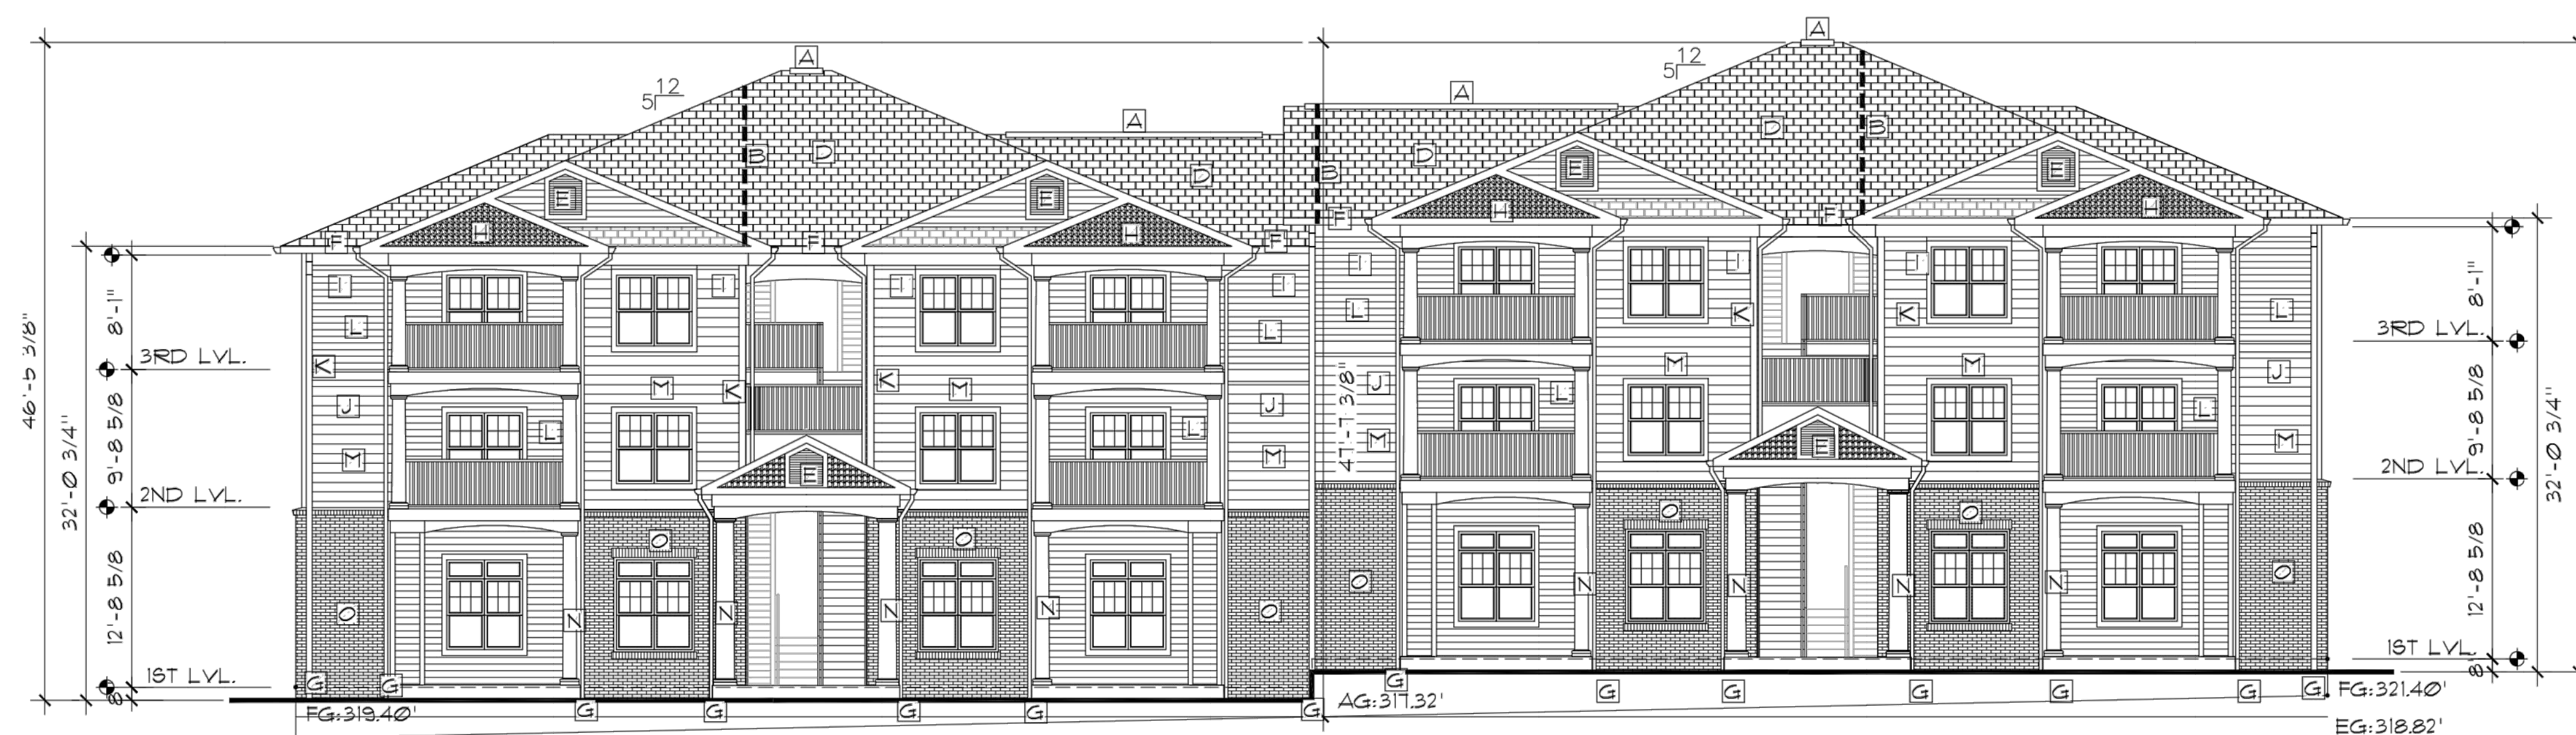 A
A
12
5
12
5
A
A
D
B
B
D
D
B
D
E
E
E
E
H
H
H
H
F
F
F
F
F
I
I
I
I
I
I
L
L
L
L
K
K
K
K
K
M
M
M
M
J
J
J
J
L
L
L
L
M
M
M
M
E
E
O
O
O
O
O
O
O
O
N
N
N
N
N
N
N
N
46'-5 3/8"
32'-0 3/4"
8'-1"
9'-8 5/8
12'-8 5/8
8
3RD LVL.
2ND LVL.
1ST LVL.
47'-7 3/8"
3RD LVL.
2ND LVL.
1ST LVL.
8'-1"
9'-8 5/8
12'-8 5/8
8
32'-0 3/4"
G
G
G
G
G
G
G
G
G
G
G
G
G
G
FG:319.40'
AG:317.32'
FG:321.40'
EG:318.82'